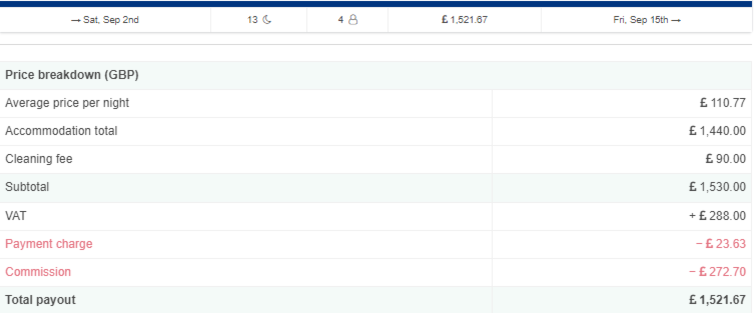 → Sat, Sep 2nd 13 4 £ 1,521.67 Fri, Sep 15th →
Price breakdown (GBP)
Average price per night £ 110.77
Accommodation total £ 1,440.00
Cleaning fee £ 90.00
Subtotal £ 1,530.00
VAT + £ 288.00
Payment charge − £ 23.63
Commission − £ 272.70
Total payout £ 1,521.67